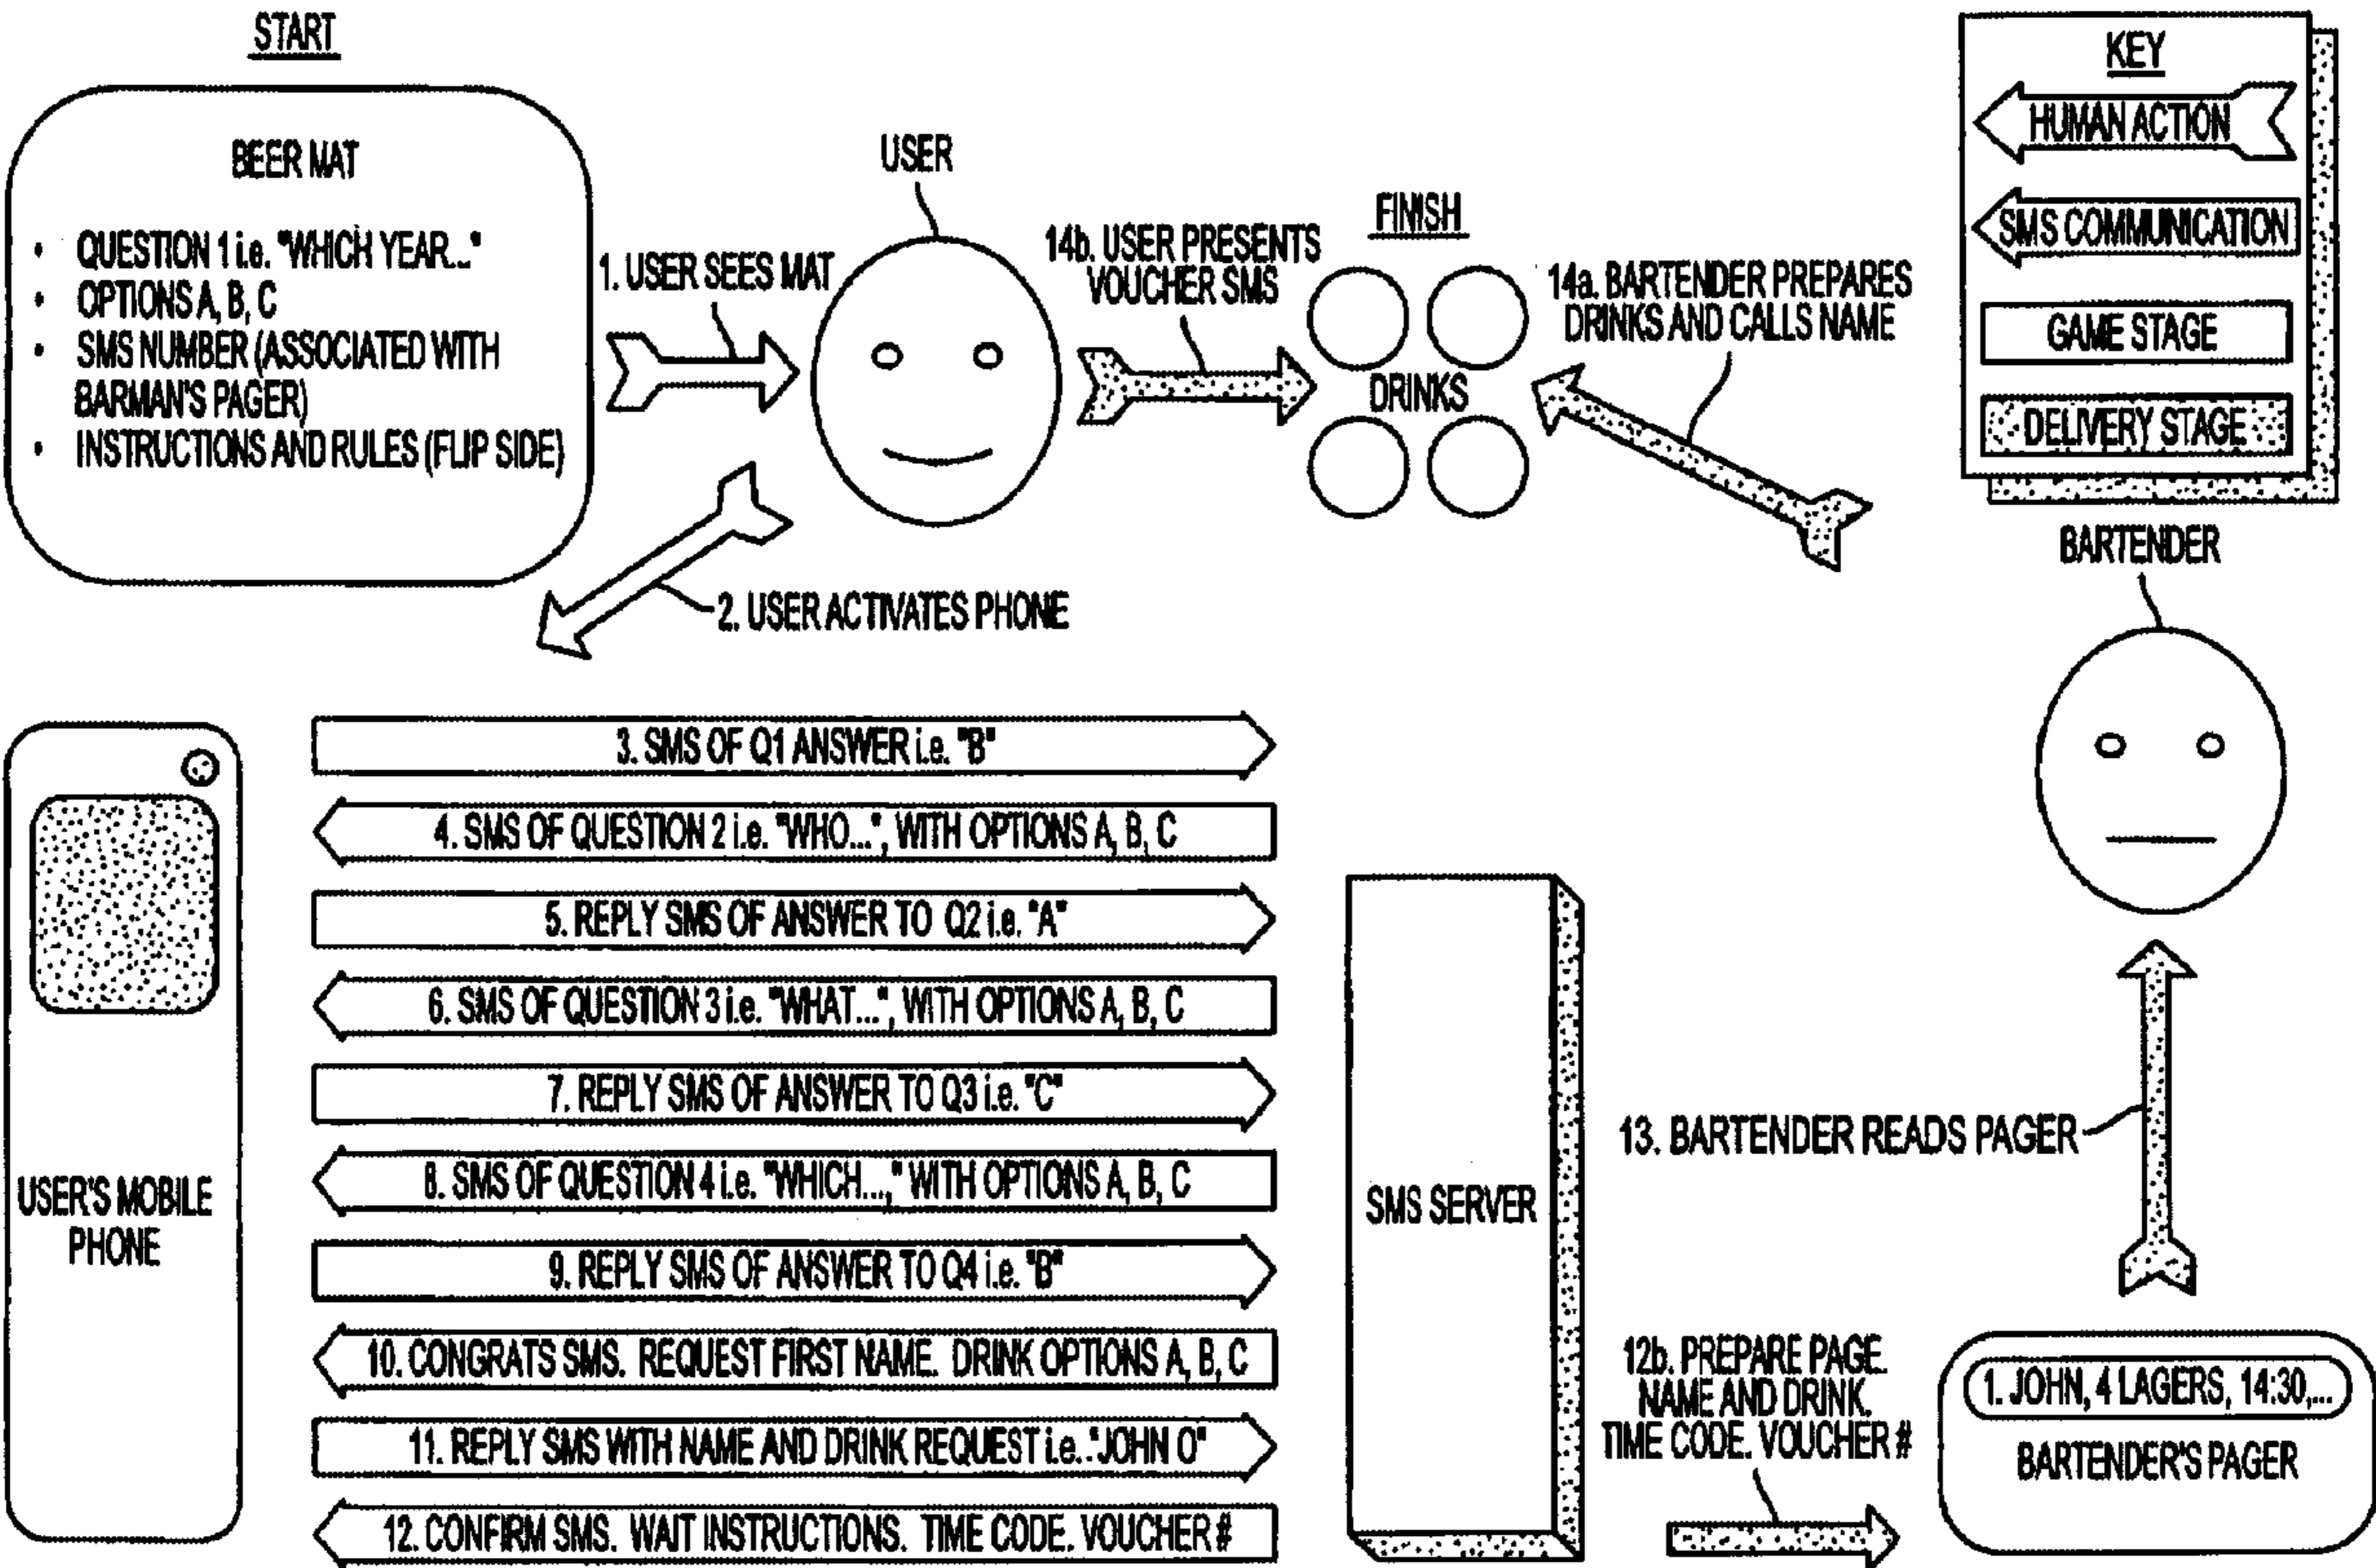 START
BEER MAT
• QUESTION 1 i.e. "WHICH YEAR..."
• OPTIONS A, B, C
• SMS NUMBER (ASSOCIATED WITH
BARMAN'S PAGER)
• INSTRUCTIONS AND RULES (FLIP SIDE)
1. USER SEES MAT
USER
14b. USER PRESENTS
VOUCHER SMS
FINISH
DRINKS
14a. BARTENDER PREPARES
DRINKS AND CALLS NAME
KEY
HUMAN ACTION
SMS COMMUNICATION
GAME STAGE
DELIVERY STAGE
2. USER ACTIVATES PHONE
BARTENDER
USER'S MOBILE
PHONE
3. SMS OF Q1 ANSWER i.e. "B"
4. SMS OF QUESTION 2 i.e. "WHO...", WITH OPTIONS A, B, C
5. REPLY SMS OF ANSWER TO Q2 i.e. "A"
6. SMS OF QUESTION 3 i.e. "WHAT...", WITH OPTIONS A, B, C
7. REPLY SMS OF ANSWER TO Q3 i.e. "C"
8. SMS OF QUESTION 4 i.e. "WHICH...," WITH OPTIONS A, B, C
9. REPLY SMS OF ANSWER TO Q4 i.e. "B"
10. CONGRATS SMS. REQUEST FIRST NAME. DRINK OPTIONS A, B, C
11. REPLY SMS WITH NAME AND DRINK REQUEST i.e. "JOHN O"
12. CONFIRM SMS. WAIT INSTRUCTIONS. TIME CODE. VOUCHER #
SMS SERVER
13. BARTENDER READS PAGER
12b. PREPARE PAGE.
NAME AND DRINK.
TIME CODE. VOUCHER #
1. JOHN, 4 LAGERS, 14:30,...
BARTENDER'S PAGER